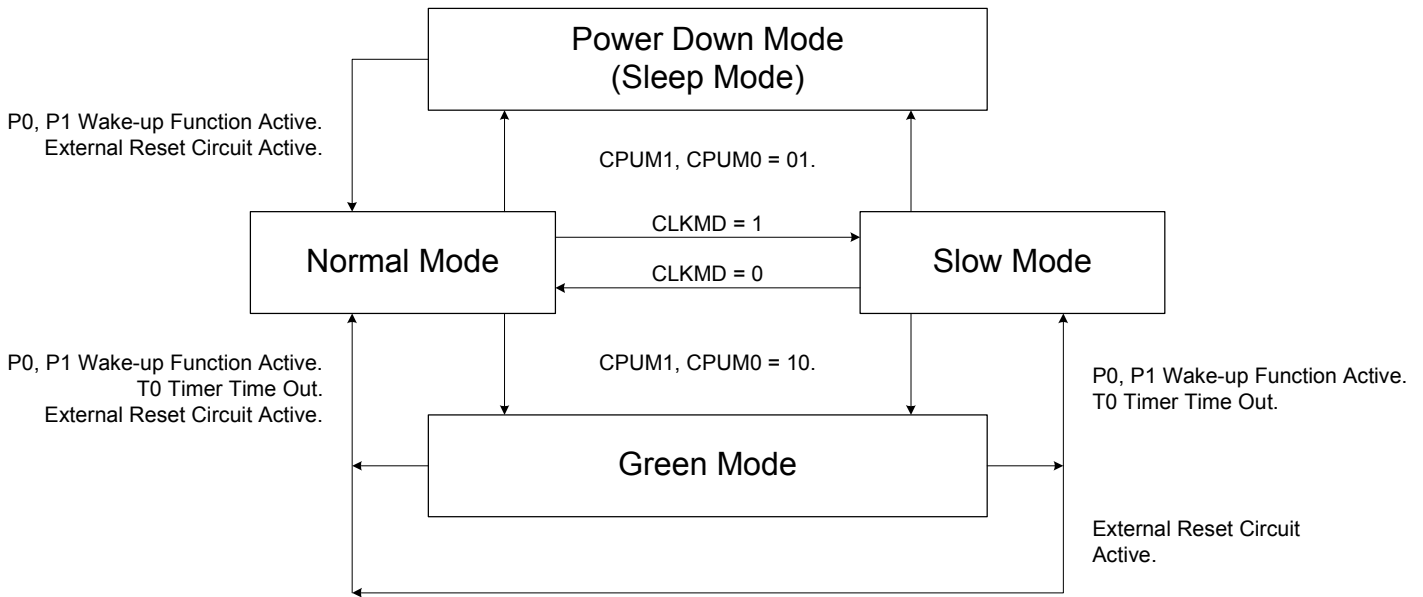 Power Down Mode
(Sleep Mode)
P0, P1 Wake-up Function Active.
External Reset Circuit Active.
CPUM1, CPUM0 = 01.
CLKMD = 1
Normal Mode
Slow Mode
CLKMD = 0
P0, P1 Wake-up Function Active.
T0 Timer Time Out.
External Reset Circuit Active.
CPUM1, CPUM0 = 10.
P0, P1 Wake-up Function Active.
T0 Timer Time Out.
Green Mode
External Reset Circuit
Active.